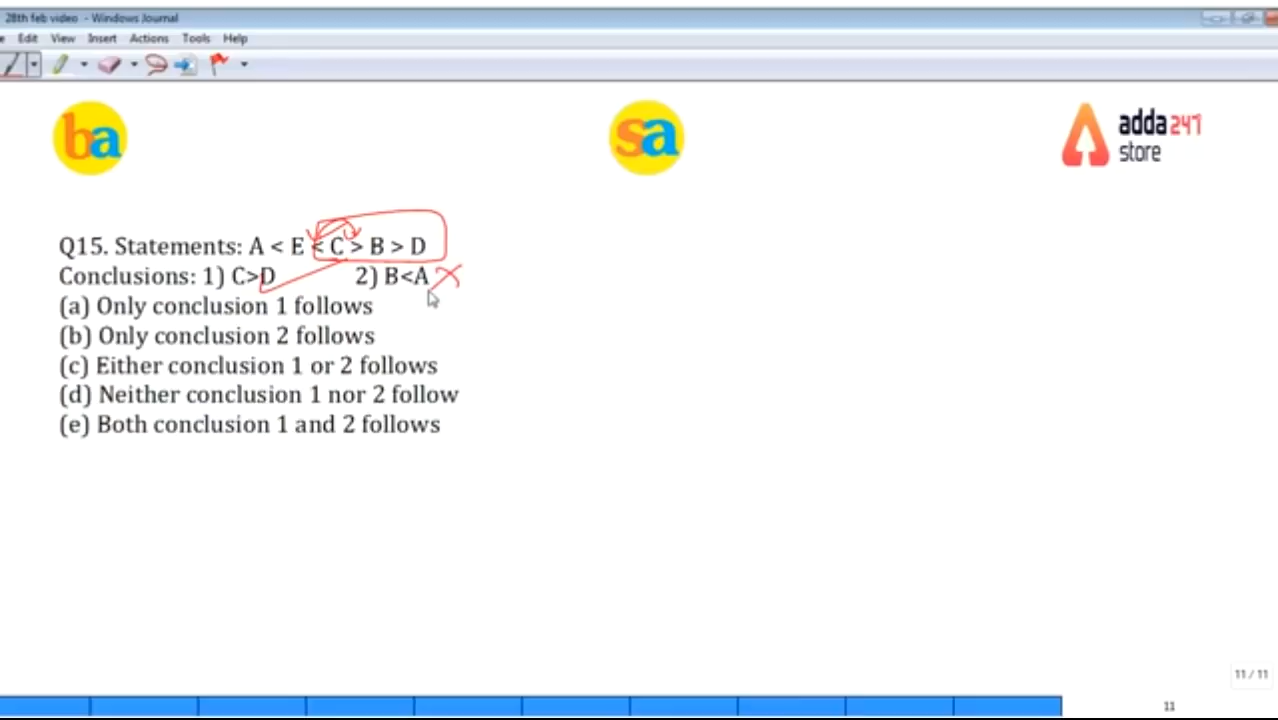 28th feb video - Windows Journal
e Edit View Insert Actions Tools Help
ba
sa
adda 247
store
Q15. Statements: A < E < C > B > D
Conclusions: 1) C>D 2) B<A
(a) Only conclusion 1 follows
(b) Only conclusion 2 follows
(c) Either conclusion 1 or 2 follows
(d) Neither conclusion 1 nor 2 follow
(e) Both conclusion 1 and 2 follows
11 / 11
11